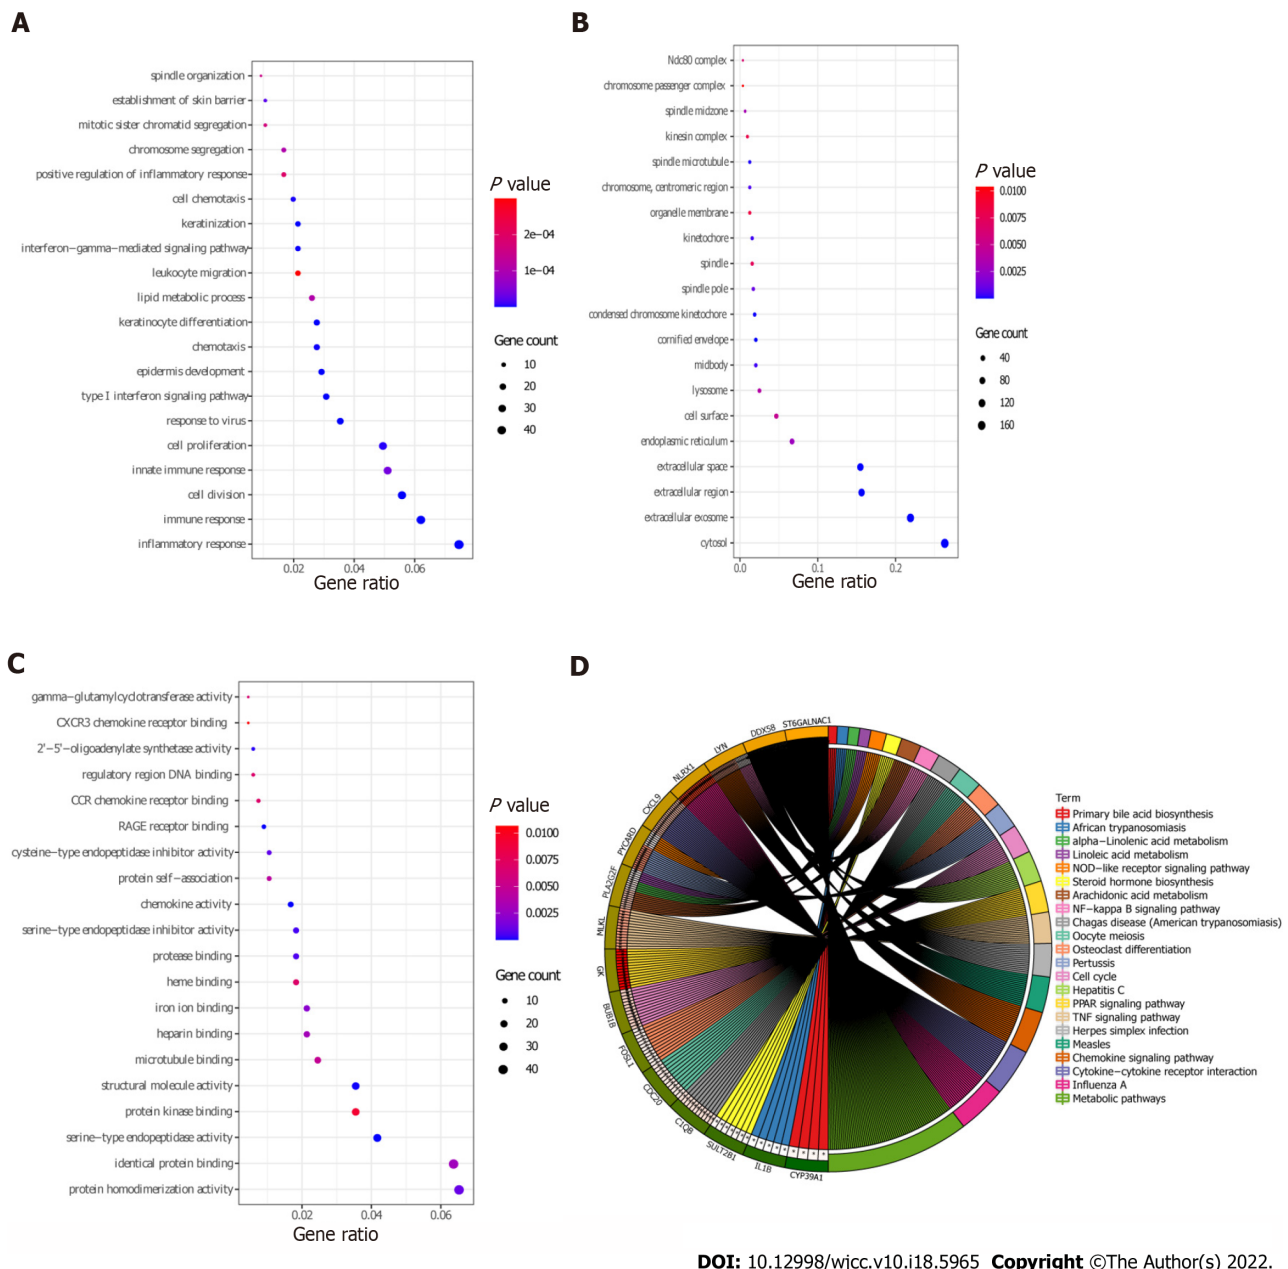 A
spindle organization
establishment of skin barrier
mitotic sister chromatid segregation
chromosome segregation
positive regulation of inflammatory response
cell chemotaxis
keratinization
interferon−gamma−mediated signaling pathway
leukocyte migration
lipid metabolic process
keratinocyte differentiation
chemotaxis
epidermis development
type I interferon signaling pathway
response to virus
cell proliferation
innate immune response
cell division
immune response
inflammatory response
0.02 0.04 0.06
Gene ratio
P value
2e−04
1e−04
Gene count
10
20
30
40
B
Ndc80 complex
chromosome passenger complex
spindle midzone
kinesin complex
spindle microtubule
chromosome, centromeric region
organelle membrane
kinetochore
spindle
spindle pole
condensed chromosome kinetochore
cornified envelope
midbody
lysosome
cell surface
endoplasmic reticulum
extracellular space
extracellular region
extracellular exosome
cytosol
0.0 0.1 0.2
Gene ratio
P value
0.0100
0.0075
0.0050
0.0025
Gene count
40
80
120
160
C
gamma−glutamylcyclotransferase activity
CXCR3 chemokine receptor binding
2'−5'−oligoadenylate synthetase activity
regulatory region DNA binding
CCR chemokine receptor binding
RAGE receptor binding
cysteine−type endopeptidase inhibitor activity
protein self−association
chemokine activity
serine−type endopeptidase inhibitor activity
protease binding
heme binding
iron ion binding
heparin binding
microtubule binding
structural molecule activity
protein kinase binding
serine−type endopeptidase activity
identical protein binding
protein homodimerization activity
0.02 0.04 0.06
Gene ratio
P value
0.0100
0.0075
0.0050
0.0025
Gene count
10
20
30
40
D
ST6GALNAC1
DDX58
LYN
NLRX1
CXCL9
PYCARD
PLA2G2F
MLKL
GK
BUB1B
FOSL1
CDC20
C1QB
SULT2B1
IL1B
CYP39A1
Term
Primary bile acid biosynthesis
African trypanosomiasis
alpha−Linolenic acid metabolism
Linoleic acid metabolism
NOD−like receptor signaling pathway
Steroid hormone biosynthesis
Arachidonic acid metabolism
NF−kappa B signaling pathway
Chagas disease (American trypanosomiasis)
Oocyte meiosis
Osteoclast differentiation
Pertussis
Cell cycle
Hepatitis C
PPAR signaling pathway
TNF signaling pathway
Herpes simplex infection
Measles
Chemokine signaling pathway
Cytokine−cytokine receptor interaction
Influenza A
Metabolic pathways
DOI: 10.12998/wjcc.v10.i18.5965 Copyright ©The Author(s) 2022.